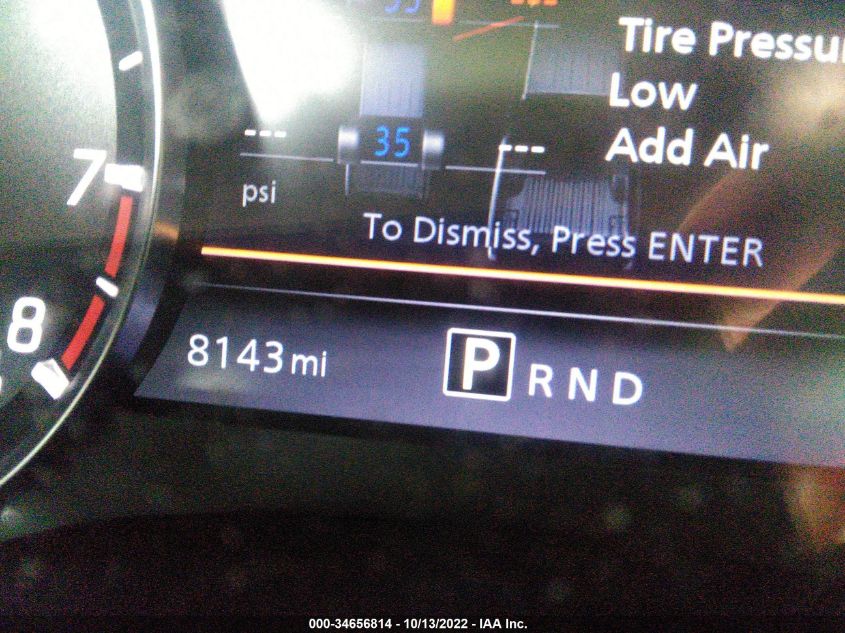 Tire Pressu
Low
Add Air
--- 35 ---
psi
To Dismiss, Press ENTER
7
8
8143 mi
P R N D
000-34656814 - 10/13/2022 - IAA Inc.